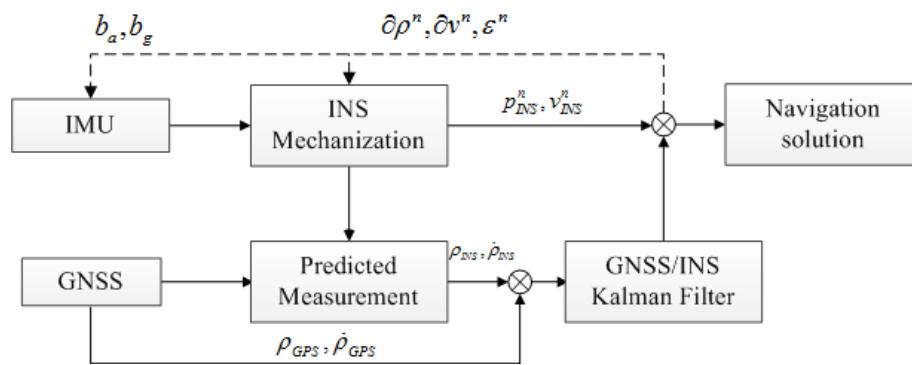 b_a, b_g
∂ρ^n, ∂v^n, ε^n
IMU
INS
Mechanization
p^n_INS, v^n_INS
Navigation
solution
GNSS
Predicted
Measurement
ρ_INS, ρ̇_INS
GNSS/INS
Kalman Filter
ρ_GPS, ρ̇_GPS